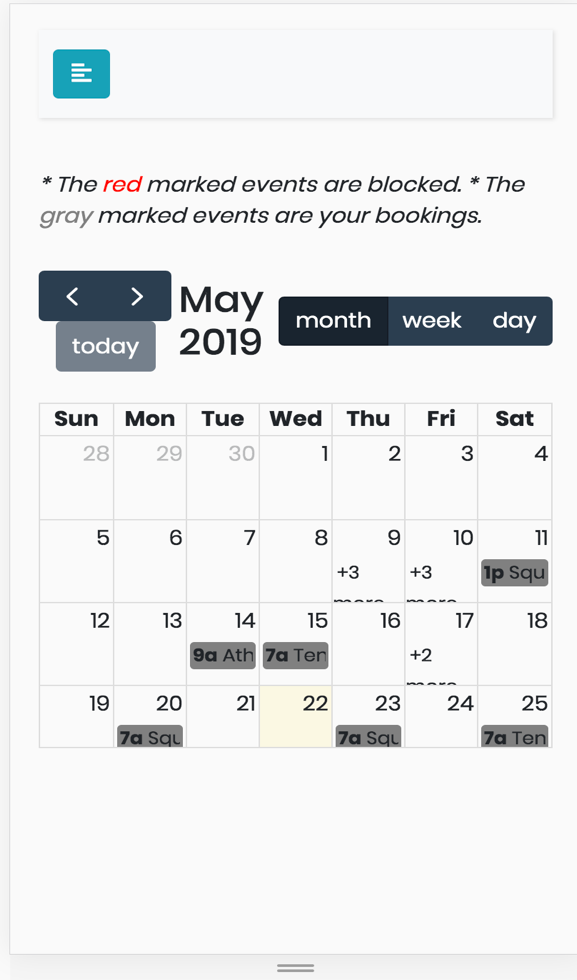 * The red marked events are blocked. * The
gray marked events are your bookings.
May
2019
today
month week day
Sun Mon Tue Wed Thu Fri Sat
28 29 30 1 2 3 4
5 6 7 8 9 10 11
+3 +3 1p Squ
more more
12 13 14 15 16 17 18
9a Ath 7a Ten +2
more
19 20 21 22 23 24 25
7a Squ 7a Squ 7a Ten